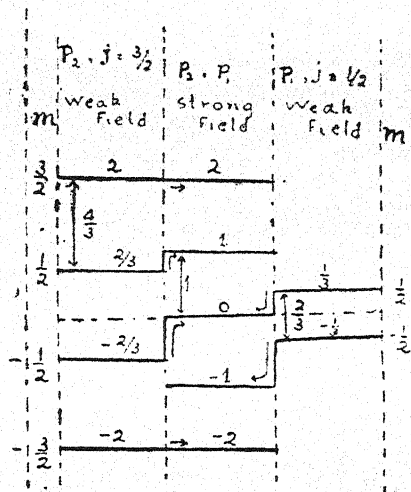 P₂, j = 3/2
P₂, P₁
P₁, j = 1/2
weak Field
strong Field
weak Field
m
m
3/2
2
2
4/3
1/2
2/3
1
1
0
1/3
1/2
2/3
-1/3
-1/2
-1/2
-2/3
-1
-3/2
-2
-2